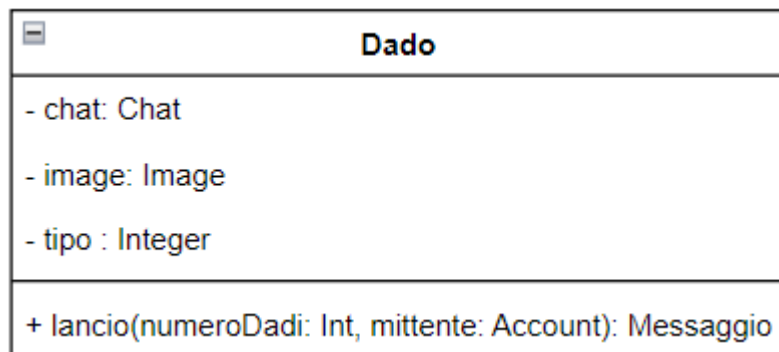 Dado
- chat: Chat
- image: Image
- tipo : Integer
+ lancio(numeroDadi: Int, mittente: Account): Messaggio